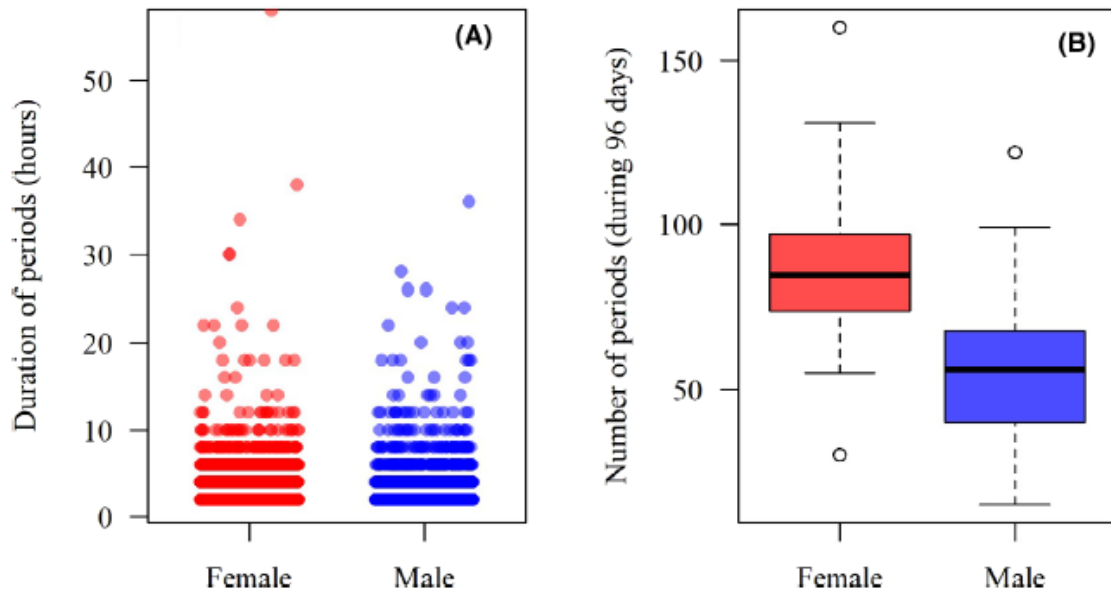 (A)
Duration of periods (hours)
50
40
30
20
10
0
Female
Male
(B)
Number of periods (during 96 days)
150
100
50
Female
Male